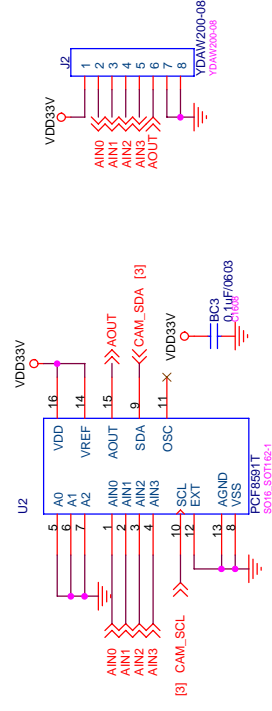 U2
5 A0 VDD 16 VDD33V
6 A1
7 A2 VREF 14
AIN0 1 AIN0 AOUT 15 AOUT
AIN1 2 AIN1
AIN2 3 AIN2 SDA 9 CAM_SDA [3]
AIN3 4 AIN3
OSC 11
[3] CAM_SCL 10 SCL
12 EXT
13 AGND
8 VSS
PCF8591T
SO16_SOT162-1
VDD33V
BC3
0.1uF/0603
C1608
J2
VDD33V 1
AIN0 2
AIN1 3
AIN2 4
AIN3 5
AOUT 6
7
8
YDAW200-08
YDAW200-08